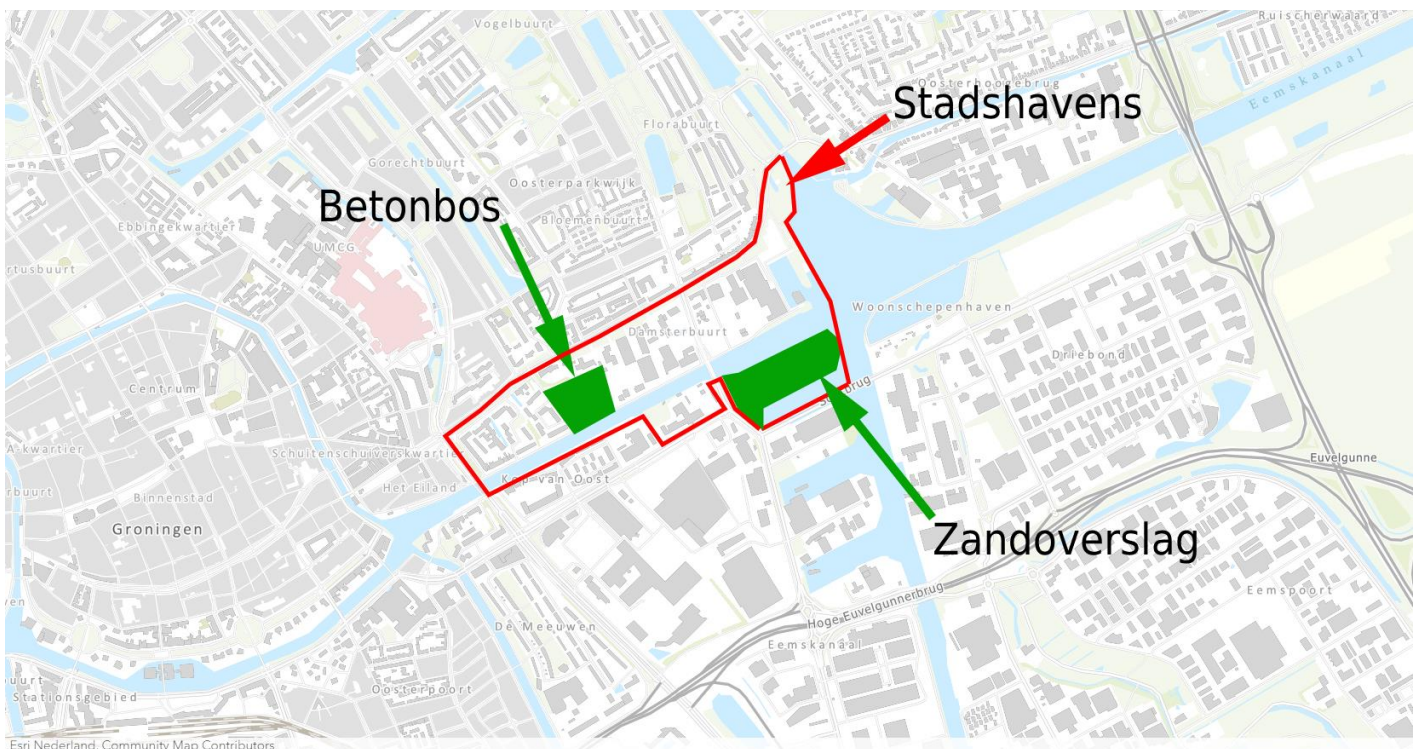 Vogelbuurt
Ruischerwaard
Oosterhoogebrug
Eemskanaal
Stadshavens
Florabuurt
Gorechtbuurt
Oosterparkwijk
Betonbos
Bloemenbuurt
Ebbingekwartier
UMCG
Woonschepenhaven
Damsterbuurt
Driebond
Centrum
Schuitenschuiverskwartier
Het Eiland
Kop van Oost
Binnenstad
Groningen
Euvelgunne
Zandoverslag
Eemspoort
Hoge Euvelgunnerbrug
De Meeuwen
Eemskanaal
Oosterpoort
Stationsgebied
Esri Nederland, Community Map Contributors